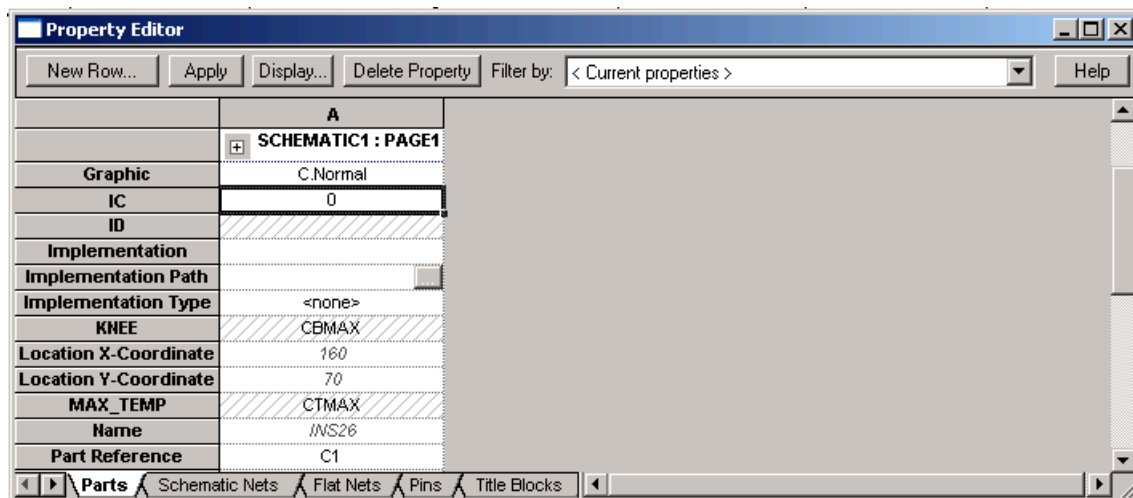 Property Editor
New Row... Apply Display... Delete Property Filter by: < Current properties > Help
A
SCHEMATIC1 : PAGE1
Graphic C.Normal
IC 0
ID
Implementation
Implementation Path ...
Implementation Type <none>
KNEE CBMAX
Location X-Coordinate 160
Location Y-Coordinate 70
MAX_TEMP CTMAX
Name INS26
Part Reference C1
Parts Schematic Nets Flat Nets Pins Title Blocks